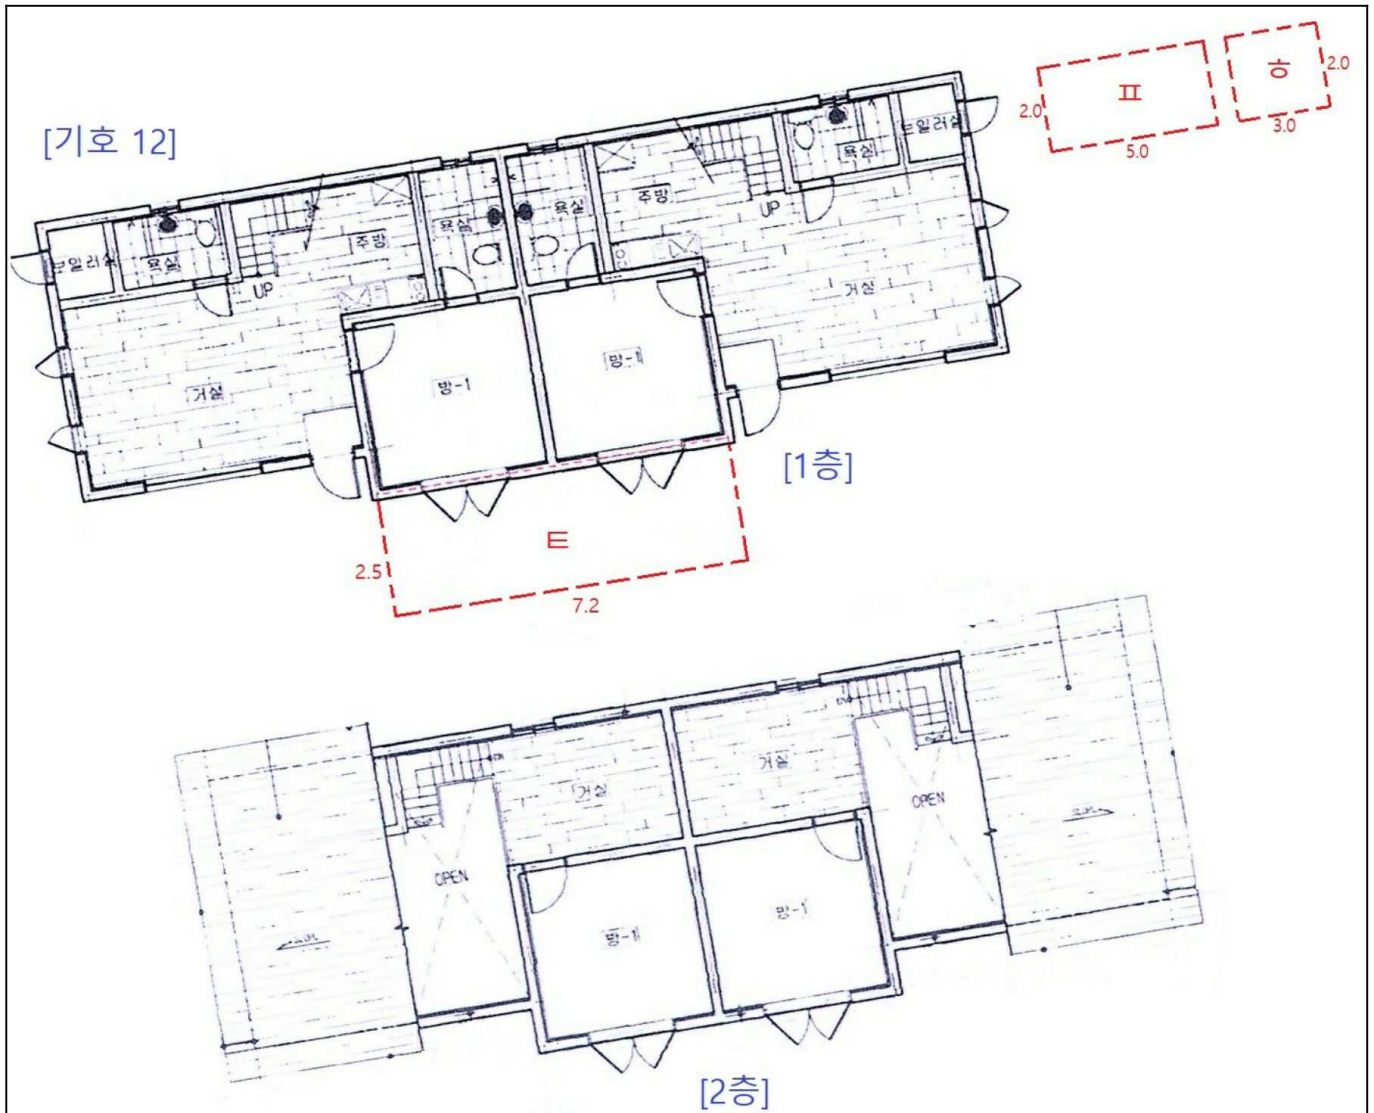 ㅍ
ㅎ
2.0
2.0
5.0
3.0
[기호 12]
보일러실
욕실
주방
UP
욕실
욕실
주방
UP
욕실
보일러실
거실
거실
방-1
방-1
[1층]
ㅌ
2.5
7.2
거실
거실
OPEN
OPEN
방-1
방-1
[2층]